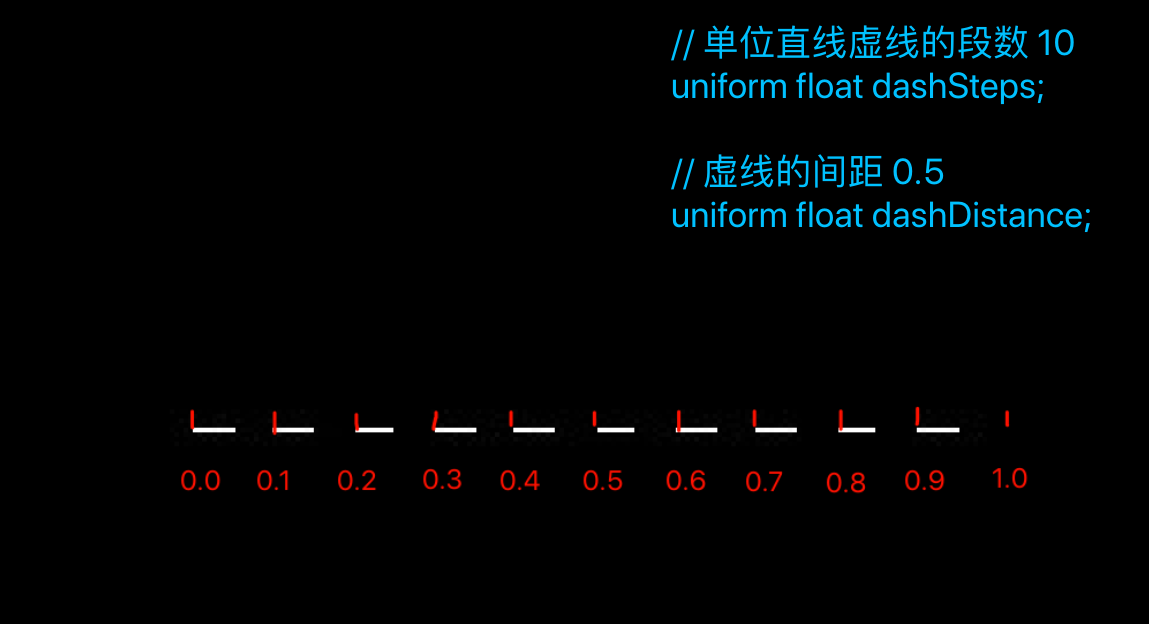 // 单位直线虚线的段数 10
uniform float dashSteps;
// 虚线的间距 0.5
uniform float dashDistance;
0.0 0.1 0.2 0.3 0.4 0.5 0.6 0.7 0.8 0.9 1.0